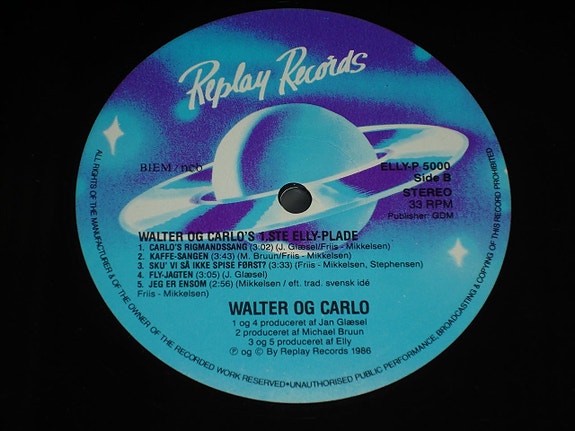 Replay Records
BIEM / ncb
ELLY-P 5000
Side B
STEREO
33 RPM
Publisher: GDM
WALTER OG CARLO'S 1.STE ELLY-PLADE
1. CARLO'S RIGMANDSSANG (3:02) (J. Glæsel/Friis - Mikkelsen)
2. KAFFE-SANGEN (3:43) (M. Bruun/Friis - Mikkelsen)
3. SKU' VI SÅ IKKE SPISE FØRST? (3:33) (Friis - Mikkelsen, Stephensen)
4. FLY-JAGTEN (3:05) (J. Glæsel)
5. JEG ER ENSOM (2:56) (Mikkelsen / eft. trad. svensk idé
Friis - Mikkelsen)
WALTER OG CARLO
1 og 4 produceret af Jan Glæsel
2 produceret af Michael Bruun
3 og 5 produceret af Elly
Ⓟ og © By Replay Records 1986
ALL RIGHTS OF THE MANUFACTURER & OF THE OWNER OF THE RECORDED WORK RESERVED • UNAUTHORISED PUBLIC PERFORMANCE, BROADCASTING & COPYING OF THIS RECORD PROHIBITED